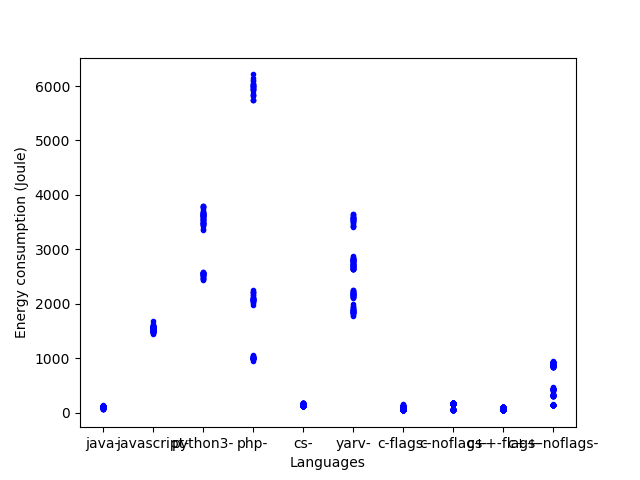 6000
5000
4000
3000
2000
1000
0
Energy consumption (Joule)
java- javascript- python3- php- cs- yarv- c-flags- c-noflags- c++-flags- c++-noflags-
Languages